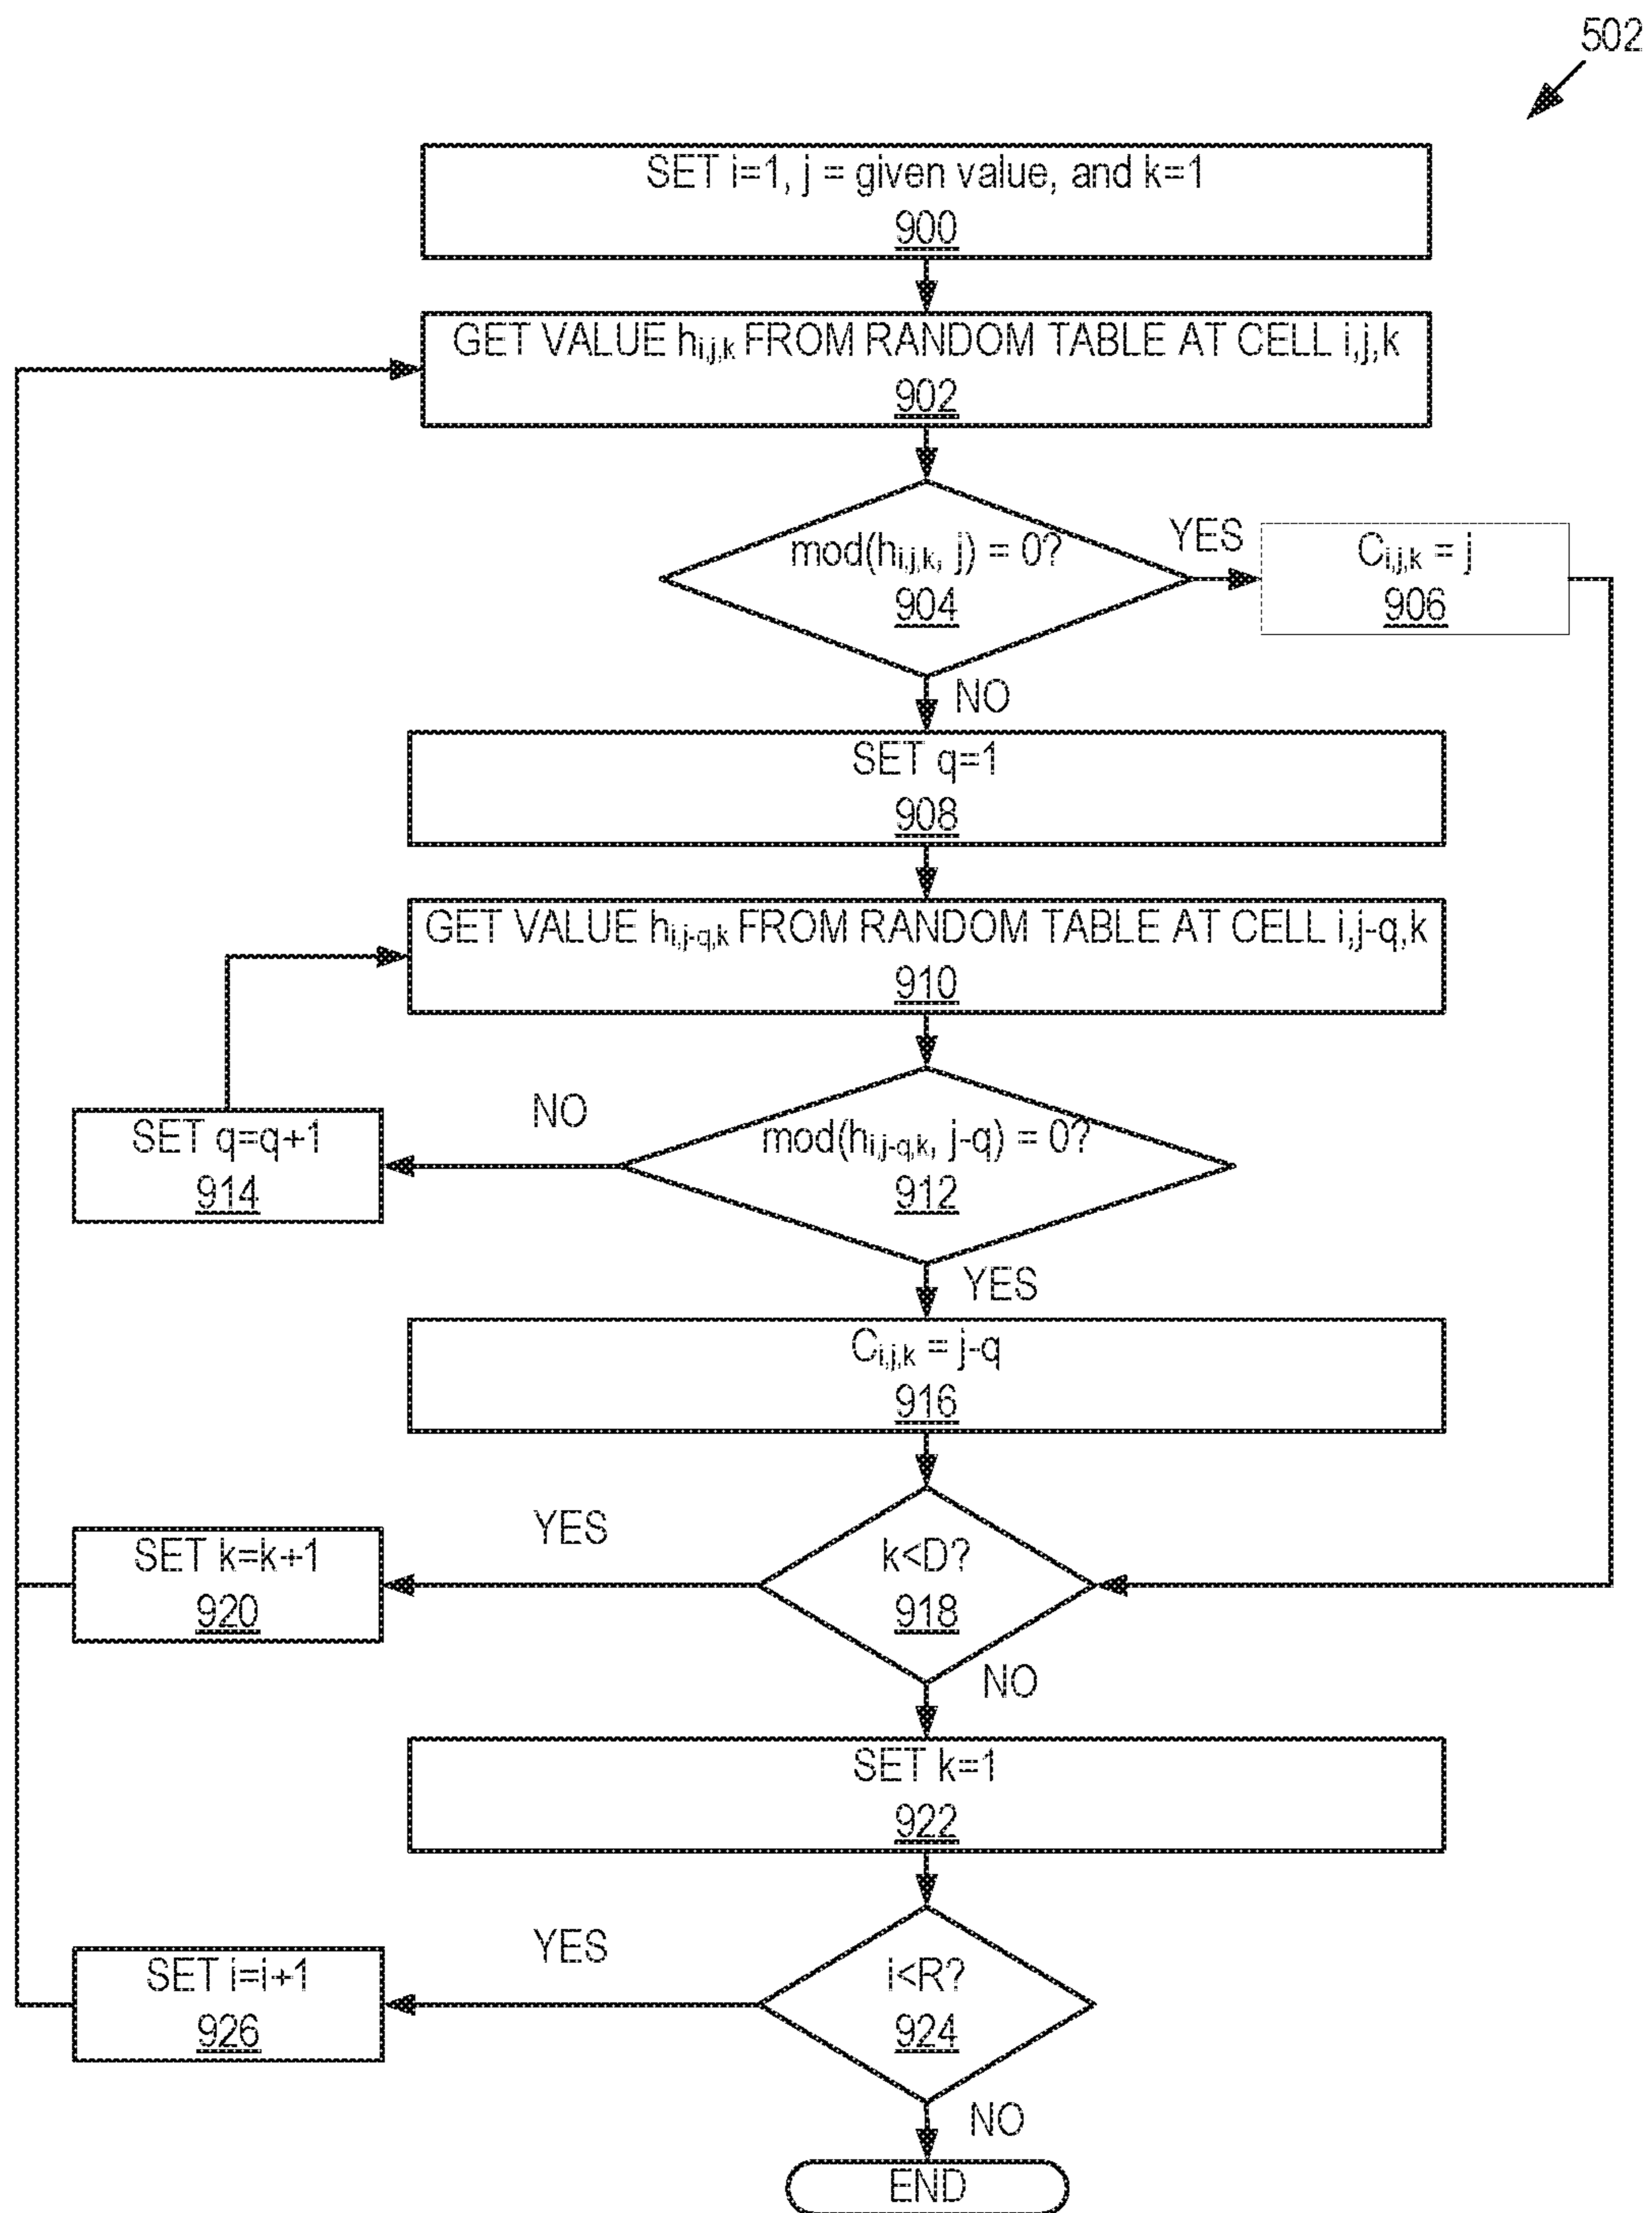 502
SET i=1, j = given value, and k=1
900
GET VALUE hi,j,k FROM RANDOM TABLE AT CELL i,j,k
902
mod(hi,j,k, j) = 0?
904
YES
Ci,j,k = j
906
NO
SET q=1
908
GET VALUE hi,j-q,k FROM RANDOM TABLE AT CELL i,j-q,k
910
NO
SET q=q+1
914
mod(hi,j-q,k, j-q) = 0?
912
YES
Ci,j,k = j-q
916
YES
SET k=k+1
920
k<D?
918
NO
SET k=1
922
YES
SET i=i+1
926
i<R?
924
NO
END